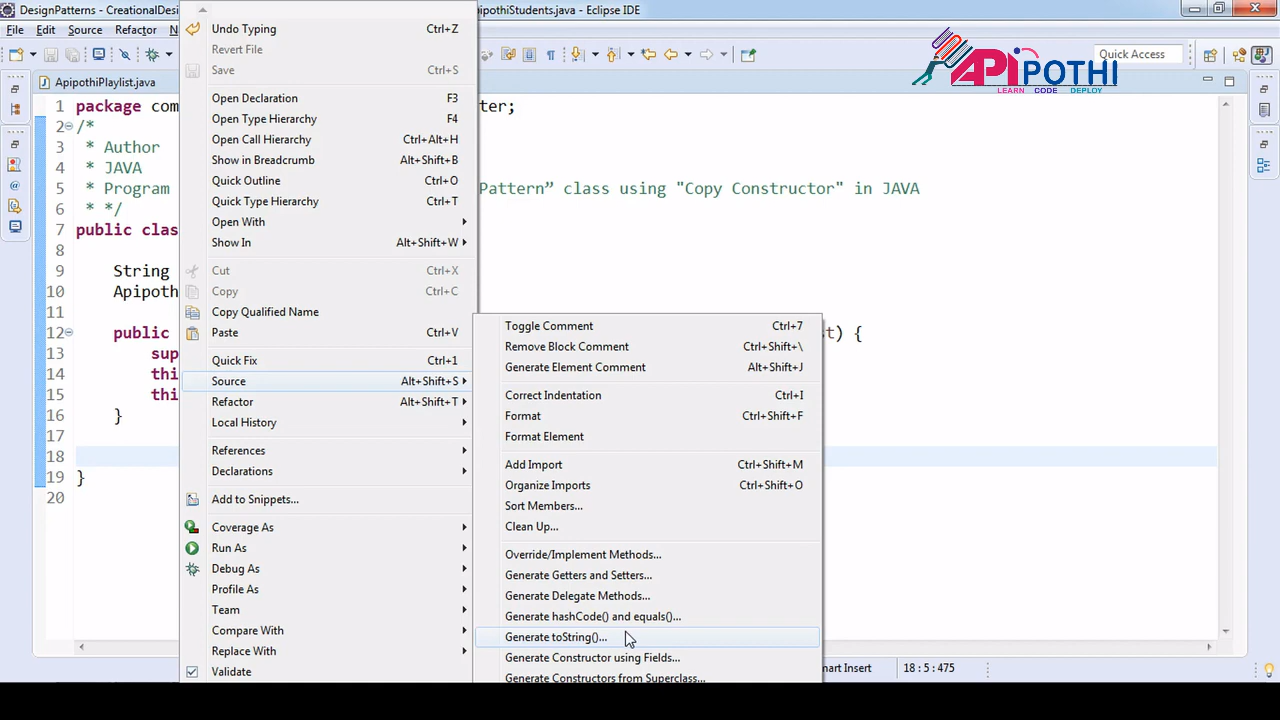 DesignPatterns - CreationalDesi
ApipothiStudents.java - Eclipse IDE
File Edit Source Refactor
Quick Access
APIPOTHI
LEARN CODE DEPLOY
ApipothiPlaylist.java
1 package com
ter;
2 /*
3 * Author
4 * JAVA
5 * Program
Pattern” class using "Copy Constructor" in JAVA
6 * */
7 public clas
8
9 String
10 Apipoth
11
12 public
st) {
13 sup
14 thi
15 thi
16 }
17
18
19 }
20
Undo Typing Ctrl+Z
Revert File
Save Ctrl+S
Open Declaration F3
Open Type Hierarchy F4
Open Call Hierarchy Ctrl+Alt+H
Show in Breadcrumb Alt+Shift+B
Quick Outline Ctrl+O
Quick Type Hierarchy Ctrl+T
Open With
Show In Alt+Shift+W
Cut Ctrl+X
Copy Ctrl+C
Copy Qualified Name
Paste Ctrl+V
Quick Fix Ctrl+1
Source Alt+Shift+S
Refactor Alt+Shift+T
Local History
References
Declarations
Add to Snippets...
Coverage As
Run As
Debug As
Profile As
Team
Compare With
Replace With
Validate
Toggle Comment Ctrl+7
Remove Block Comment Ctrl+Shift+\
Generate Element Comment Alt+Shift+J
Correct Indentation Ctrl+I
Format Ctrl+Shift+F
Format Element
Add Import Ctrl+Shift+M
Organize Imports Ctrl+Shift+O
Sort Members...
Clean Up...
Override/Implement Methods...
Generate Getters and Setters...
Generate Delegate Methods...
Generate hashCode() and equals()...
Generate toString()...
Generate Constructor using Fields...
Generate Constructors from Superclass...
mart Insert 18 : 5 : 475